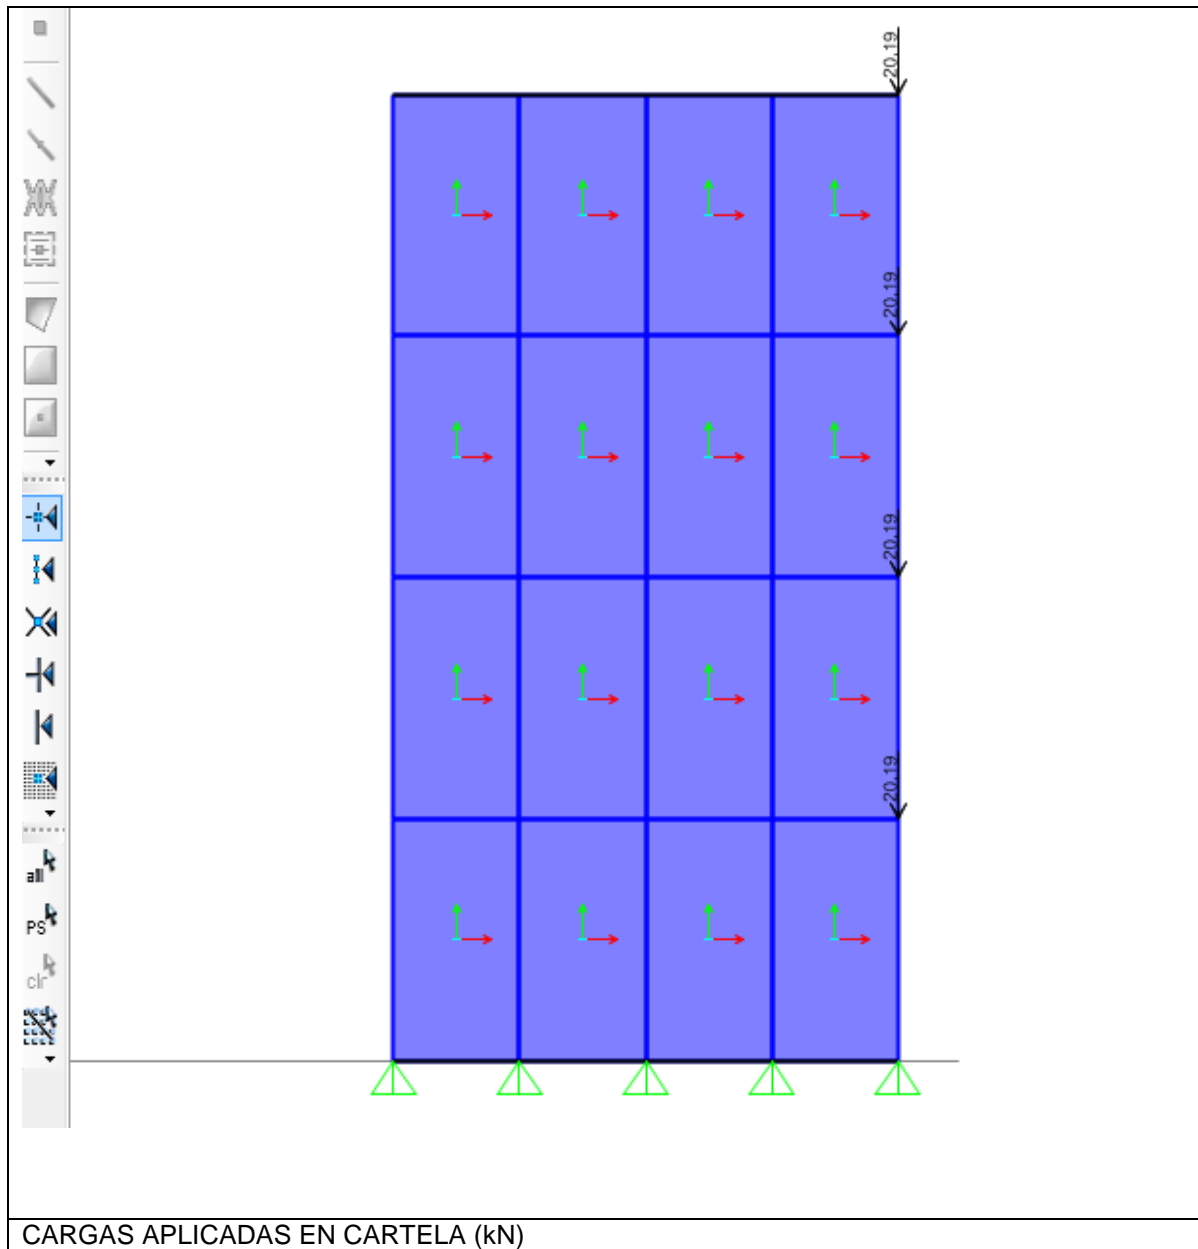 20.19
20.19
20.19
20.19
all
PS
clr
CARGAS APLICADAS EN CARTELA (kN)